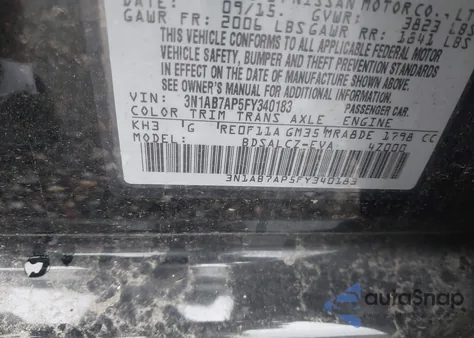 DATE: 09/15 NISSAN MOTOR CO., LT
GAWR FR: 2006 LBS GVWR: 3823 LBS
GAWR RR: 1841 LBS
THIS VEHICLE CONFORMS TO ALL APPLICABLE FEDERAL MOTOR
VEHICLE SAFETY, BUMPER AND THEFT PREVENTION STANDARDS
IN EFFECT ON THE DATE OF MANUFACTURE SHOWN ABOVE.
SEE OWNER'S MANUAL FOR ADDITIONAL INFORMATION.
VIN: 3N1AB7AP5FY340183 PASSENGER CAR
COLOR TRIM TRANS AXLE ENGINE
KH3 G RE0F11A GM35 MRA8DE 1798 CC
MODEL: BDSALCZ-EVA 4Z000
3N1AB7AP5FY340183
autoSnap